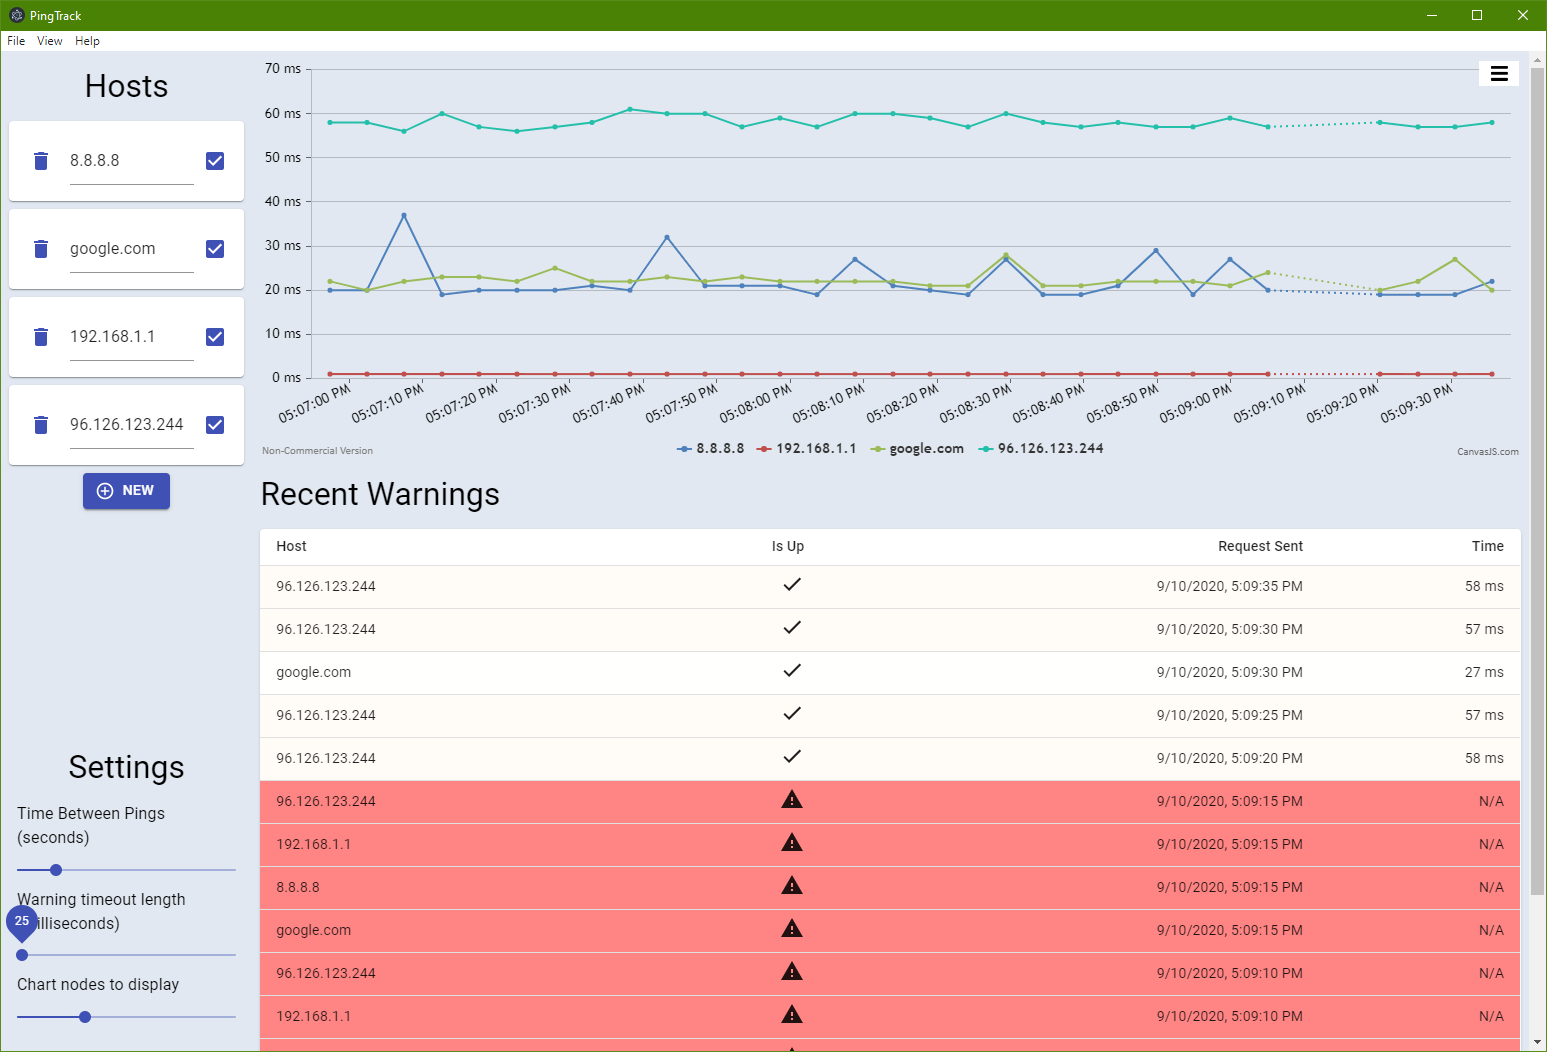 PingTrack
File View Help
Hosts
8.8.8.8
google.com
192.168.1.1
96.126.123.244
NEW
Settings
Time Between Pings
(seconds)
Warning timeout length
25
illiseconds)
Chart nodes to display
70 ms
60 ms
50 ms
40 ms
30 ms
20 ms
10 ms
0 ms
05:07:00 PM
05:07:10 PM
05:07:20 PM
05:07:30 PM
05:07:40 PM
05:07:50 PM
05:08:00 PM
05:08:10 PM
05:08:20 PM
05:08:30 PM
05:08:40 PM
05:08:50 PM
05:09:00 PM
05:09:10 PM
05:09:20 PM
05:09:30 PM
Non-Commercial Version
8.8.8.8 192.168.1.1 google.com 96.126.123.244
CanvasJS.com
Recent Warnings
Host Is Up Request Sent Time
96.126.123.244 9/10/2020, 5:09:35 PM 58 ms
96.126.123.244 9/10/2020, 5:09:30 PM 57 ms
google.com 9/10/2020, 5:09:30 PM 27 ms
96.126.123.244 9/10/2020, 5:09:25 PM 57 ms
96.126.123.244 9/10/2020, 5:09:20 PM 58 ms
96.126.123.244 9/10/2020, 5:09:15 PM N/A
192.168.1.1 9/10/2020, 5:09:15 PM N/A
8.8.8.8 9/10/2020, 5:09:15 PM N/A
google.com 9/10/2020, 5:09:15 PM N/A
96.126.123.244 9/10/2020, 5:09:10 PM N/A
192.168.1.1 9/10/2020, 5:09:10 PM N/A